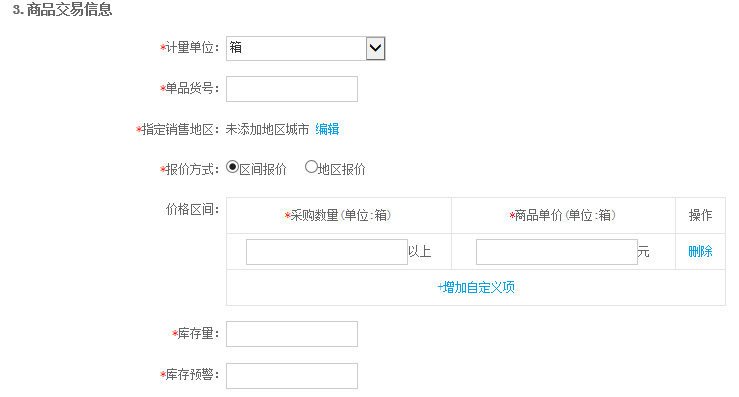 3. 商品交易信息
*计量单位： 箱
*单品货号：
*指定销售地区： 未添加地区城市 编辑
*报价方式： 区间报价 地区报价
价格区间： *采购数量(单位:箱) *商品单价(单位:箱) 操作
以上 元 删除
+增加自定义项
*库存量：
*库存预警：